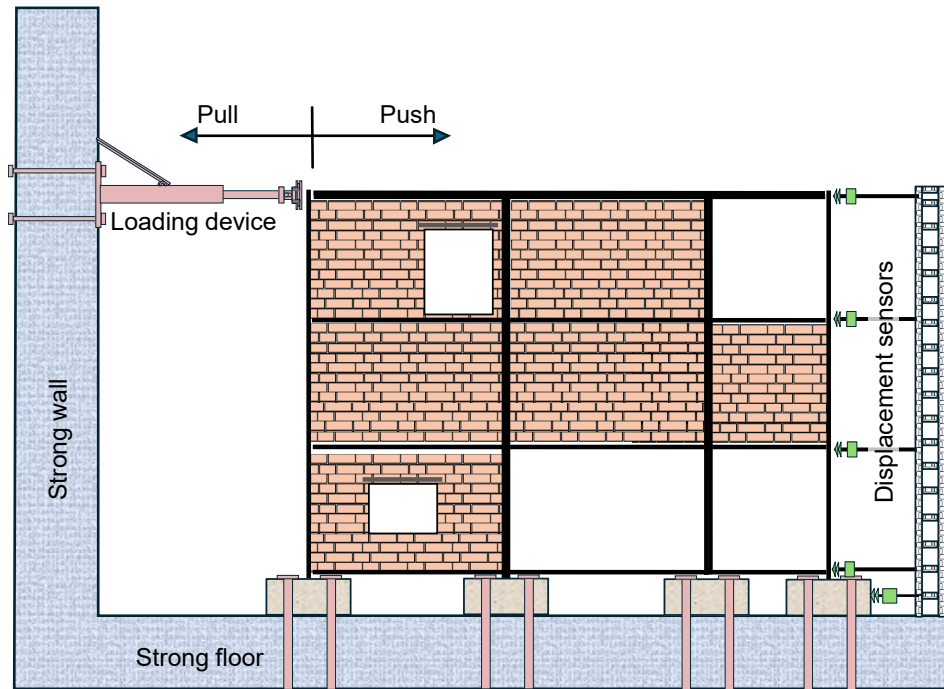 Pull
Push
Loading device
Strong wall
Displacement sensors
Strong floor